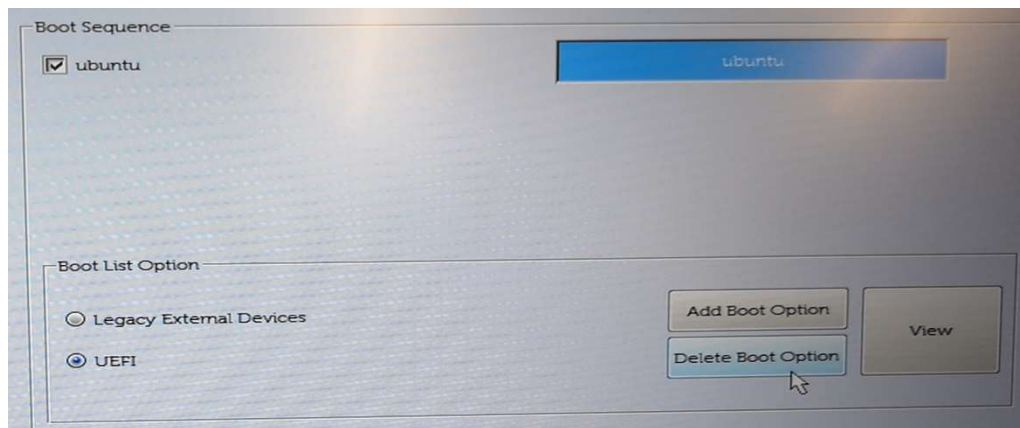 Boot Sequence
ubuntu
ubuntu
Boot List Option
Legacy External Devices
UEFI
Add Boot Option
Delete Boot Option
View